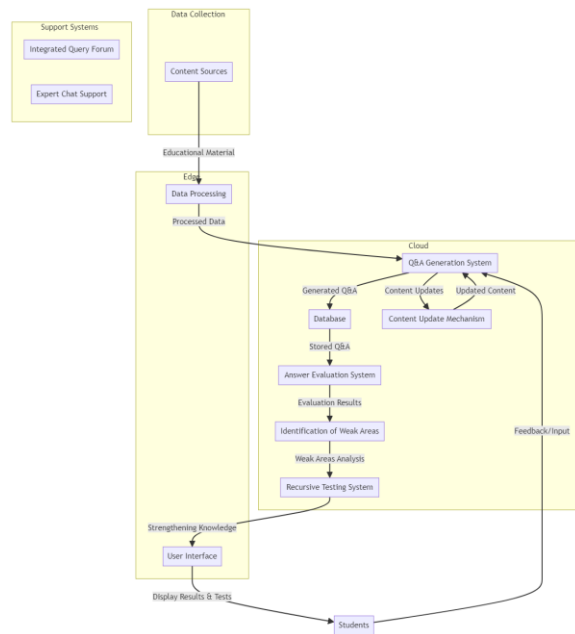 Support Systems
Data Collection
Integrated Query Forum
Content Sources
Expert Chat Support
Educational Material
Edge
Data Processing
Processed Data
Cloud
Q&A Generation System
Generated Q&A
Content Updates
Updated Content
Database
Content Update Mechanism
Stored Q&A
Answer Evaluation System
Evaluation Results
Identification of Weak Areas
Feedback/Input
Weak Areas Analysis
Recursive Testing System
Strengthening Knowledge
User Interface
Display Results & Tests
Students